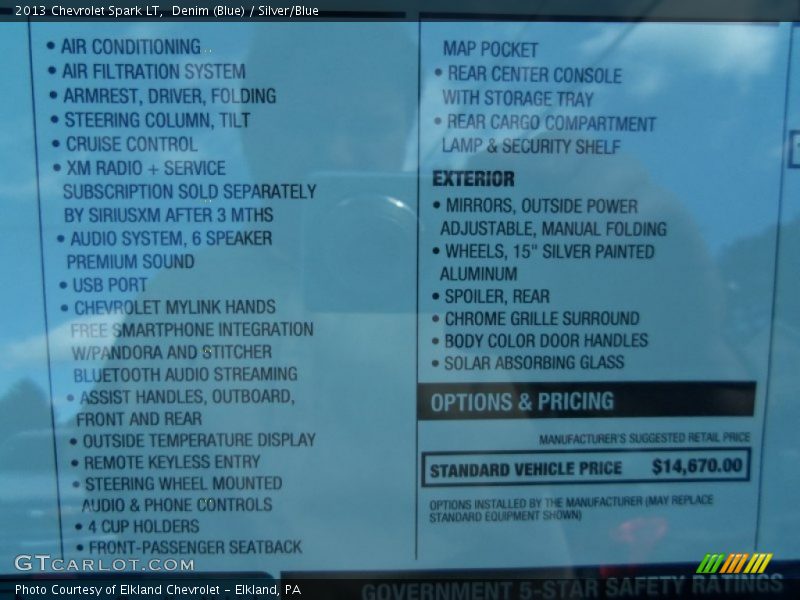 2013 Chevrolet Spark LT, Denim (Blue) / Silver/Blue
• AIR CONDITIONING
• AIR FILTRATION SYSTEM
• ARMREST, DRIVER, FOLDING
• STEERING COLUMN, TILT
• CRUISE CONTROL
• XM RADIO + SERVICE
SUBSCRIPTION SOLD SEPARATELY
BY SIRIUSXM AFTER 3 MTHS
• AUDIO SYSTEM, 6 SPEAKER
PREMIUM SOUND
• USB PORT
• CHEVROLET MYLINK HANDS
FREE SMARTPHONE INTEGRATION
W/PANDORA AND STITCHER
BLUETOOTH AUDIO STREAMING
• ASSIST HANDLES, OUTBOARD,
FRONT AND REAR
• OUTSIDE TEMPERATURE DISPLAY
• REMOTE KEYLESS ENTRY
• STEERING WHEEL MOUNTED
AUDIO & PHONE CONTROLS
• 4 CUP HOLDERS
• FRONT-PASSENGER SEATBACK
MAP POCKET
• REAR CENTER CONSOLE
WITH STORAGE TRAY
• REAR CARGO COMPARTMENT
LAMP & SECURITY SHELF
EXTERIOR
• MIRRORS, OUTSIDE POWER
ADJUSTABLE, MANUAL FOLDING
• WHEELS, 15" SILVER PAINTED
ALUMINUM
• SPOILER, REAR
• CHROME GRILLE SURROUND
• BODY COLOR DOOR HANDLES
• SOLAR ABSORBING GLASS
OPTIONS & PRICING
MANUFACTURER'S SUGGESTED RETAIL PRICE
STANDARD VEHICLE PRICE $14,670.00
OPTIONS INSTALLED BY THE MANUFACTURER (MAY REPLACE
STANDARD EQUIPMENT SHOWN)
GTCARLOT.COM
GOVERNMENT 5-STAR SAFETY RATINGS
Photo Courtesy of Elkland Chevrolet - Elkland, PA